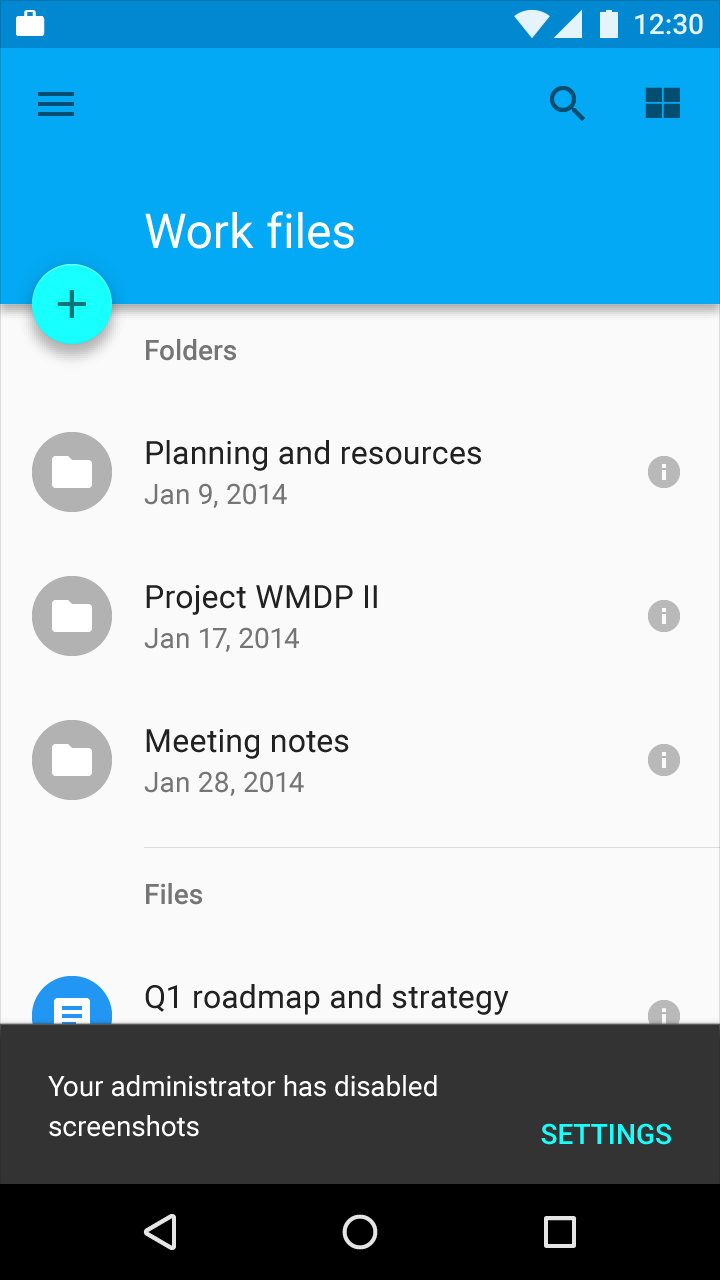 12:30
Work files
Folders
Planning and resources
Jan 9, 2014
Project WMDP II
Jan 17, 2014
Meeting notes
Jan 28, 2014
Files
Q1 roadmap and strategy
Your administrator has disabled
screenshots
SETTINGS